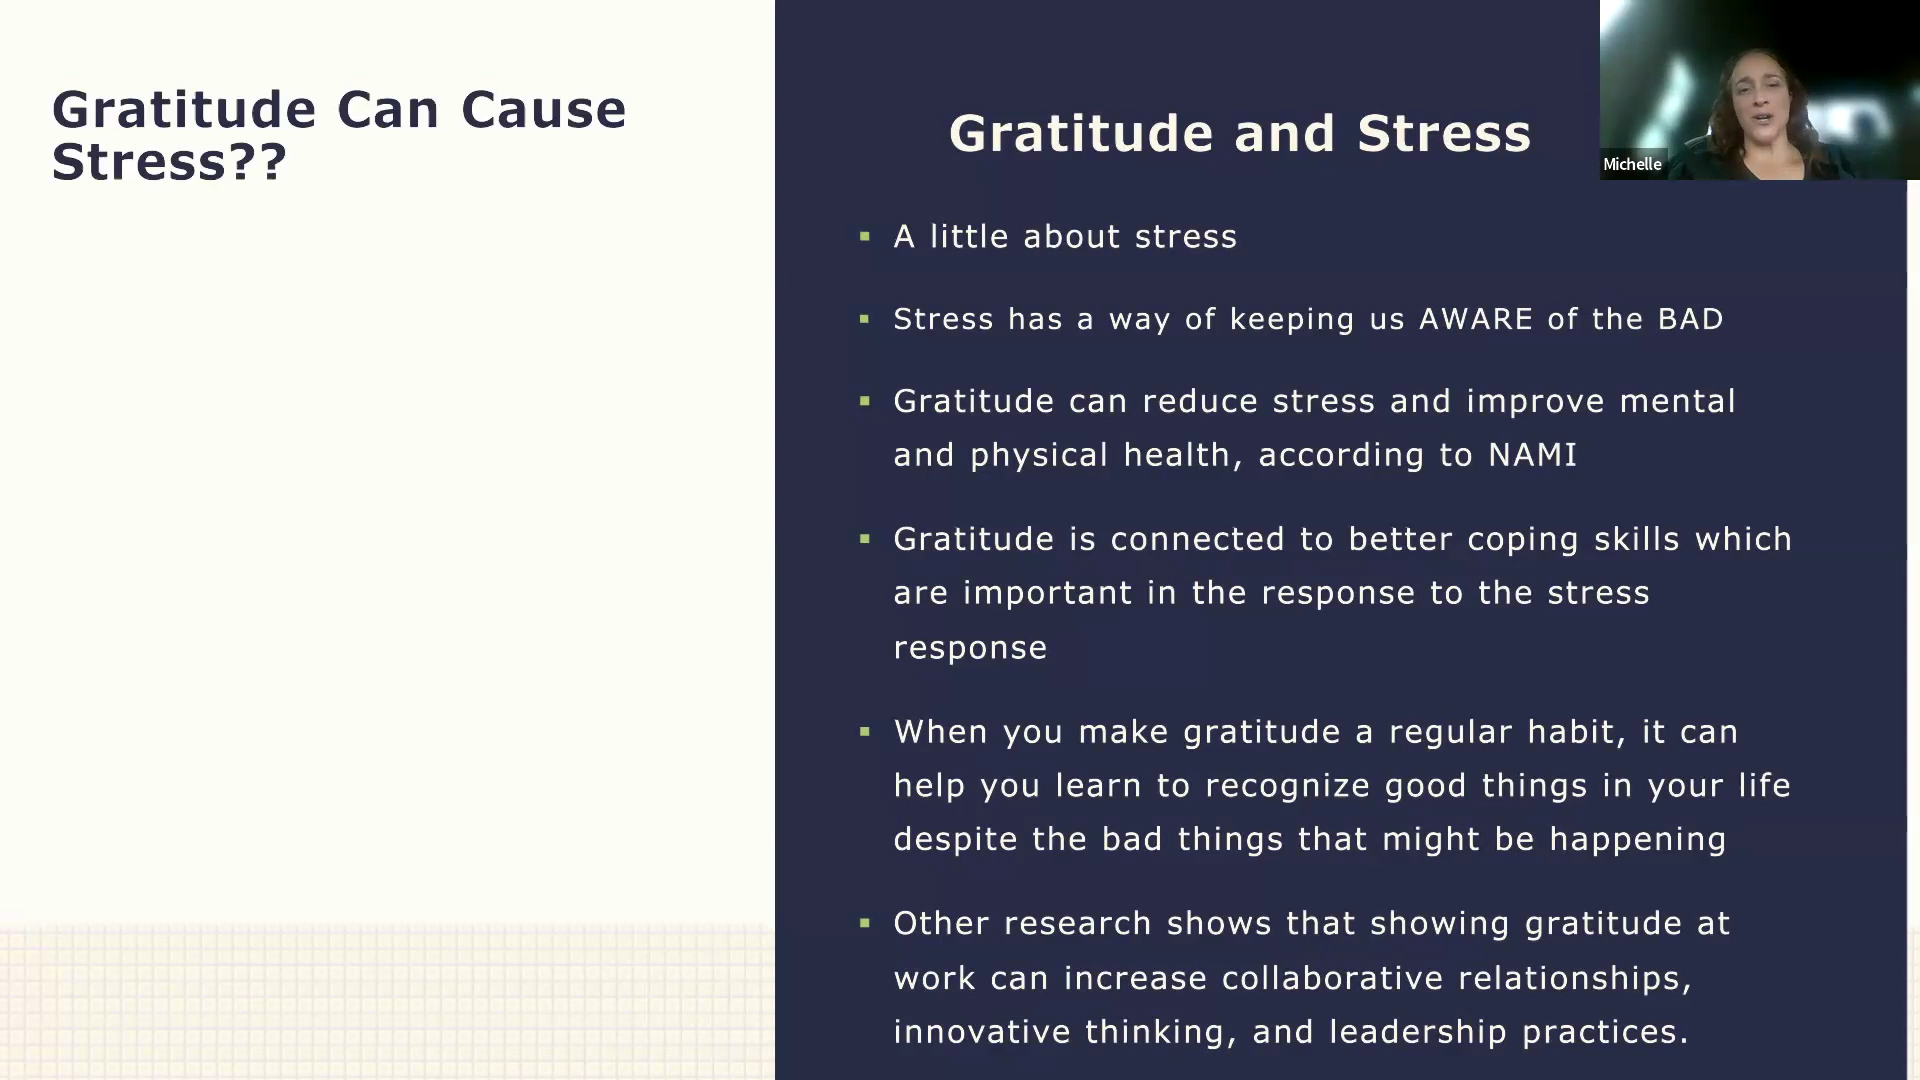 Gratitude Can Cause
Stress??
Gratitude and Stress
Michelle
▪ A little about stress
▪ Stress has a way of keeping us AWARE of the BAD
▪ Gratitude can reduce stress and improve mental
and physical health, according to NAMI
▪ Gratitude is connected to better coping skills which
are important in the response to the stress
response
▪ When you make gratitude a regular habit, it can
help you learn to recognize good things in your life
despite the bad things that might be happening
▪ Other research shows that showing gratitude at
work can increase collaborative relationships,
innovative thinking, and leadership practices.